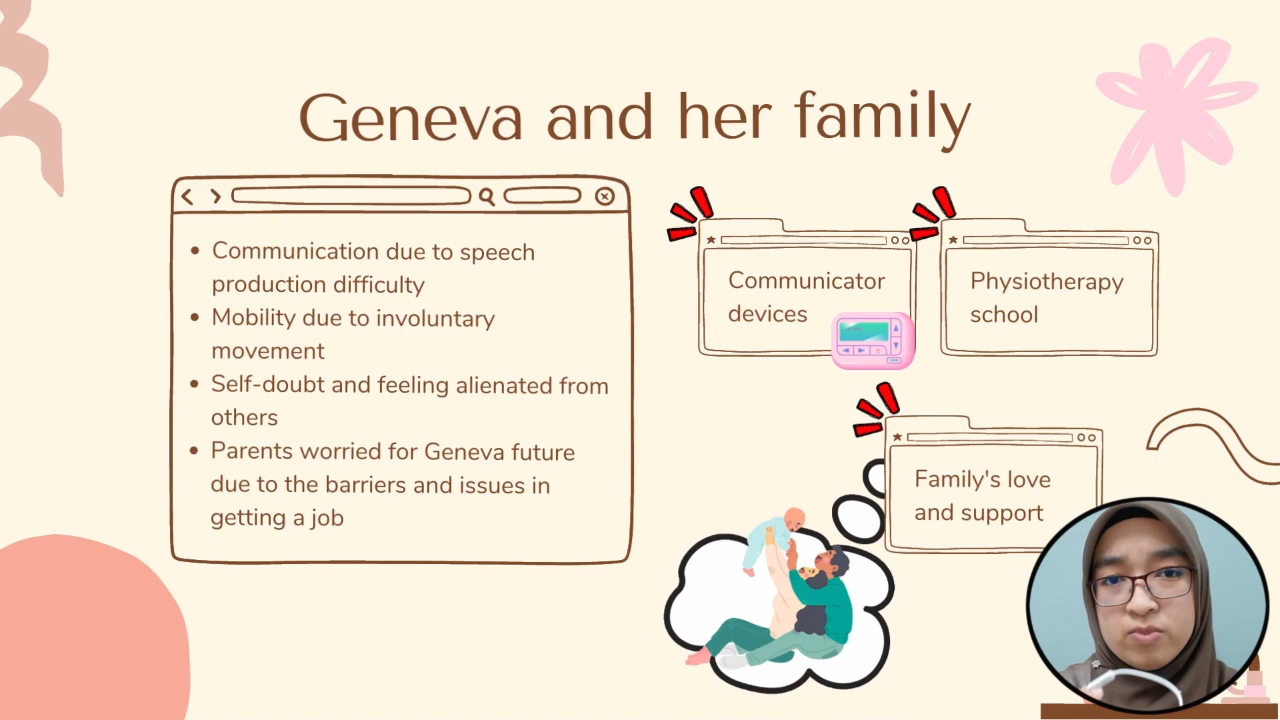 Geneva and her family
Communication due to speech
production difficulty
Mobility due to involuntary
movement
Self-doubt and feeling alienated from
others
Parents worried for Geneva future
due to the barriers and issues in
getting a job
Communicator
devices
Physiotherapy
school
Family's love
and support